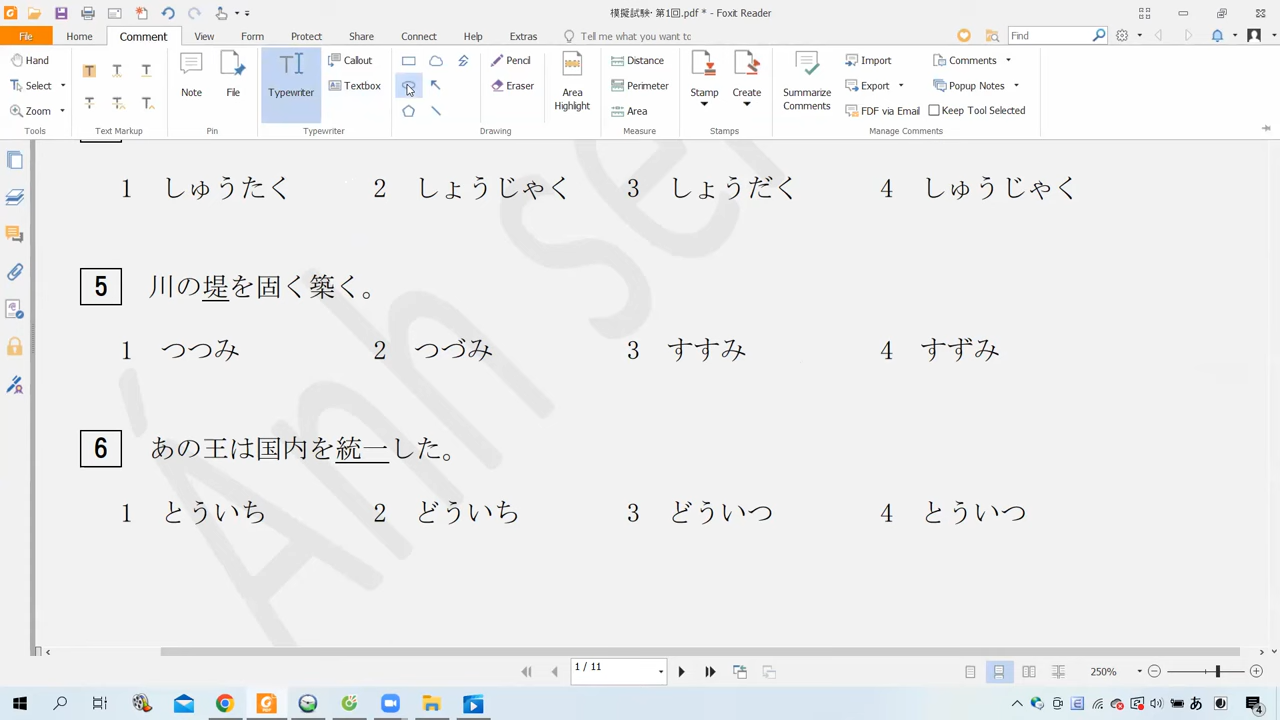 模擬試験・第1回.pdf * - Foxit Reader
File Home Comment View Form Protect Share Connect Help Extras Tell me what you want to Find
Hand Select Zoom Tools
Text Markup
Note File Pin
Typewriter Callout Textbox Typewriter
Pencil Eraser Area Highlight Drawing
Distance Perimeter Area Measure
Stamp Create Stamps
Summarize Comments Import Export FDF via Email Comments Popup Notes Keep Tool Selected Manage Comments
1 しゅうたく 2 しょうじゃく 3 しょうだく 4 しゅうじゃく
5 川の堤を固く築く。
1 つつみ 2 つづみ 3 すすみ 4 すずみ
6 あの王は国内を統一した。
1 とういち 2 どういち 3 どういつ 4 とういつ
Ánh se
1 / 11 250%
あ 4